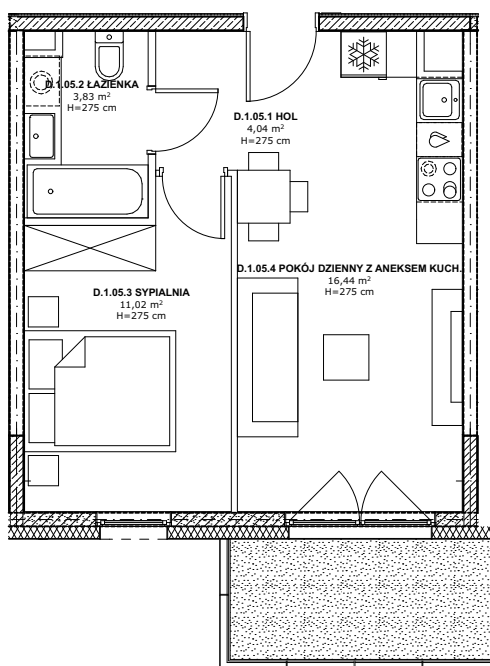 D.1.05.2 ŁAZIENKA
3,83 m²
H=275 cm
D.1.05.1 HOL
4,04 m²
H=275 cm
D.1.05.4 POKÓJ DZIENNY Z ANEKSEM KUCH.
16,44 m²
H=275 cm
D.1.05.3 SYPIALNIA
11,02 m²
H=275 cm